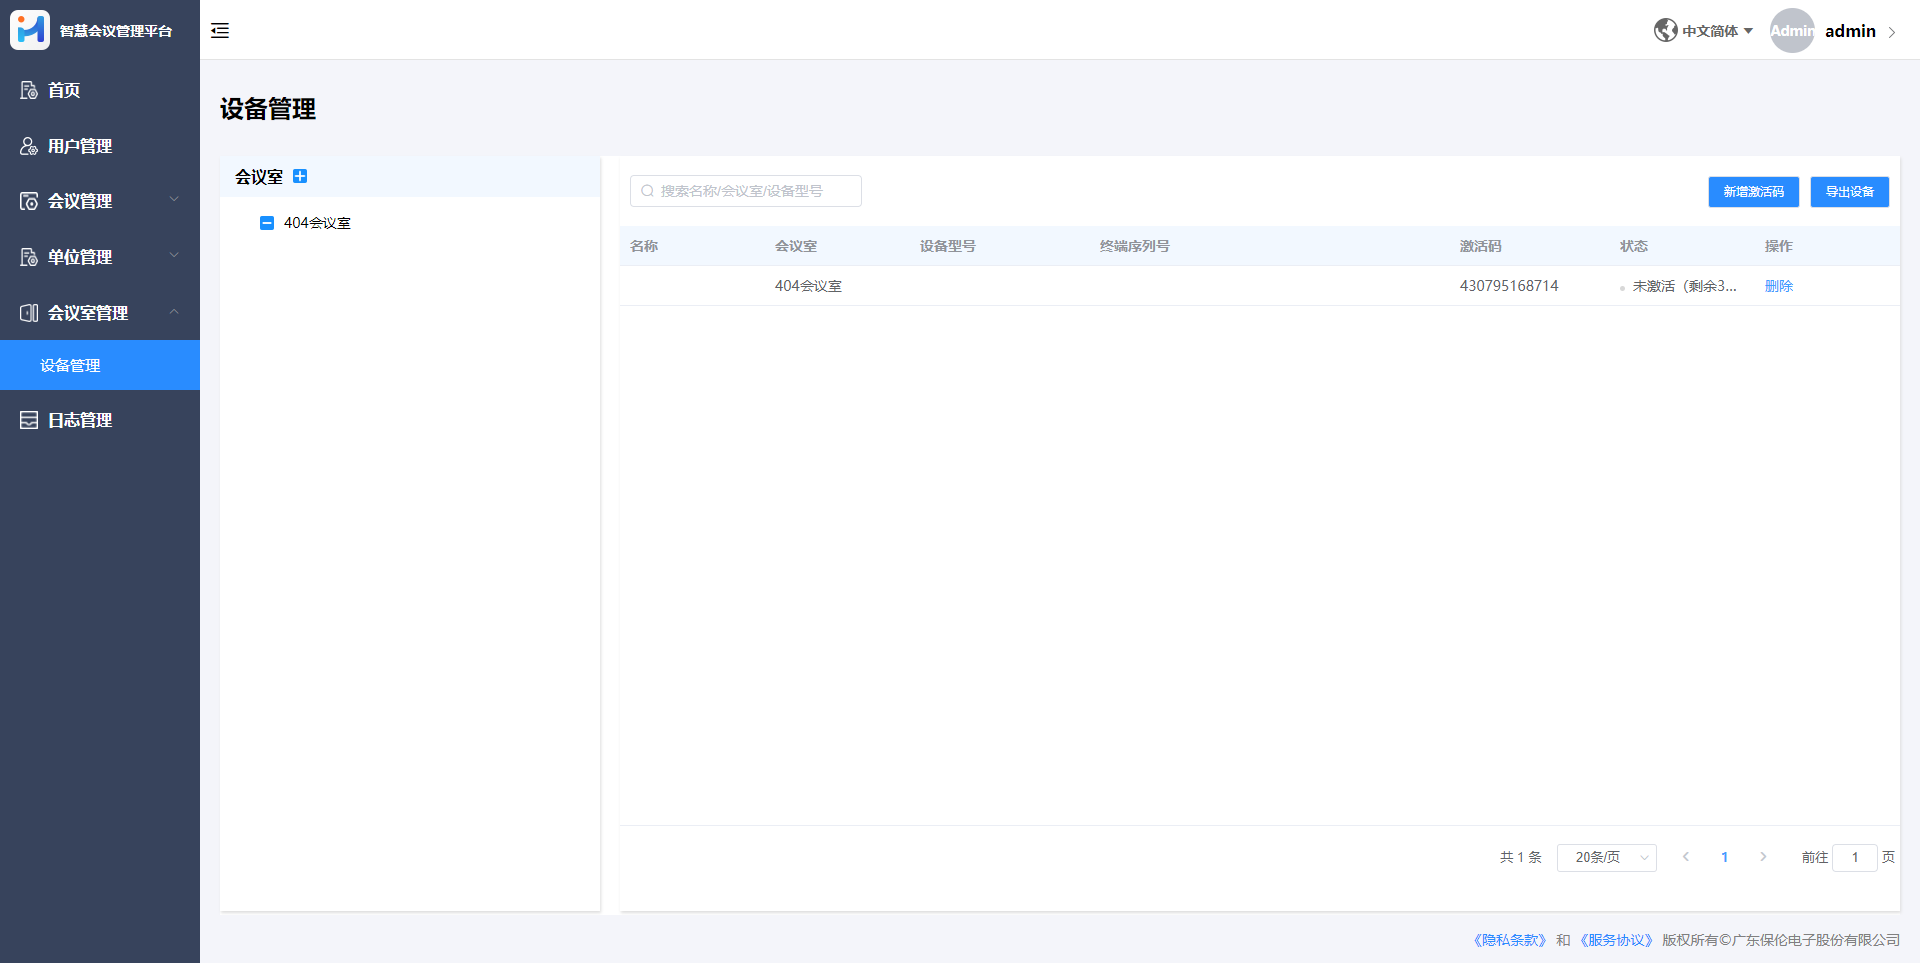 智慧会议管理平台
中文简体
Admin
admin
首页
用户管理
会议管理
单位管理
会议室管理
设备管理
日志管理
设备管理
会议室
404会议室
搜索名称/会议室/设备型号
新增激活码
导出设备
名称 会议室 设备型号 终端序列号 激活码 状态 操作
404会议室 430795168714 未激活（剩余3... 删除
共 1 条 20条/页 1 前往 1 页
《隐私条款》 和 《服务协议》 版权所有©广东保伦电子股份有限公司